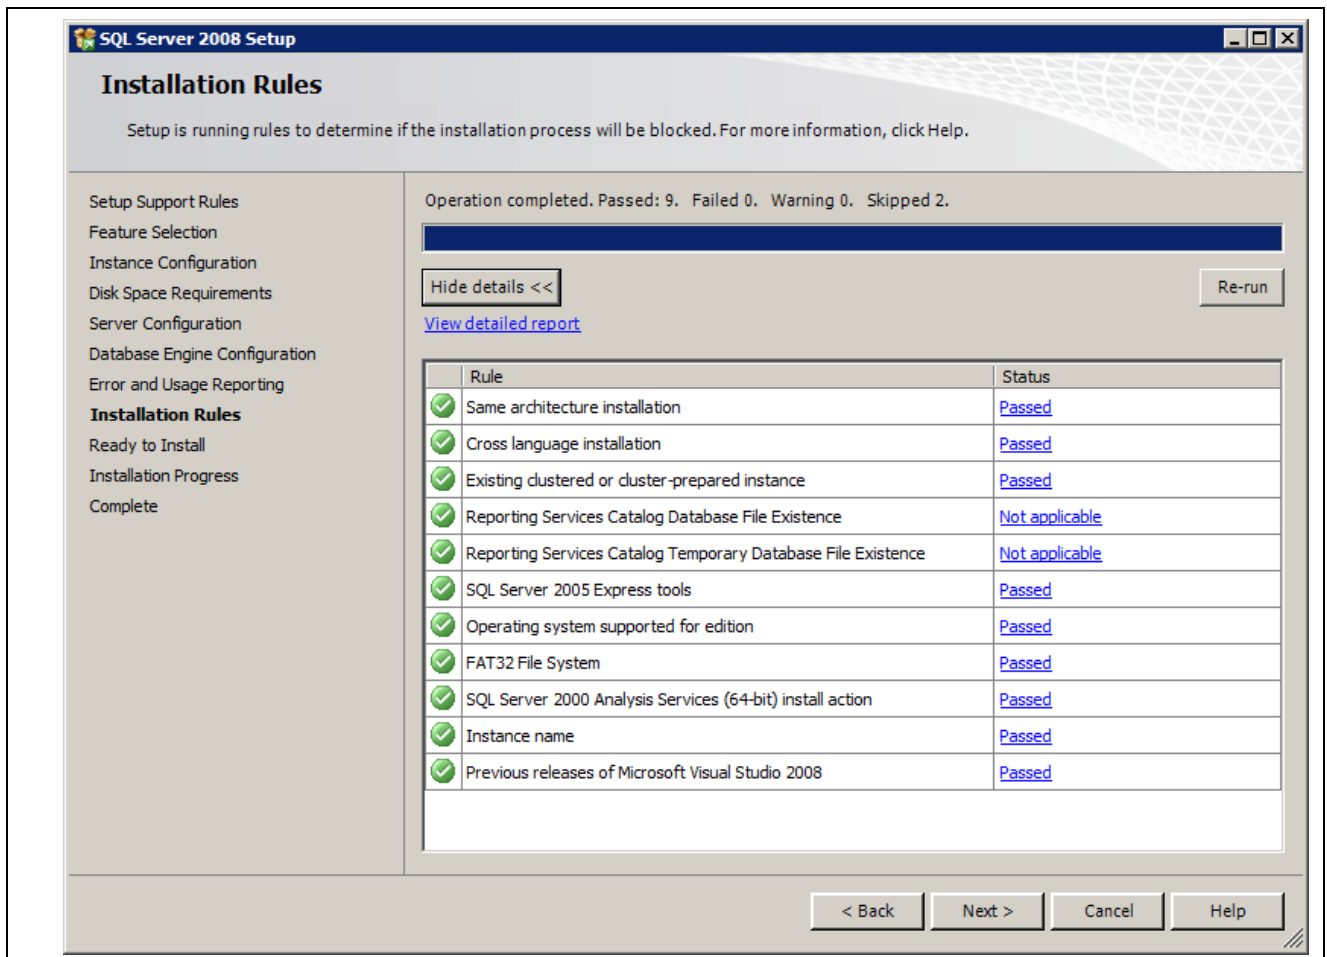 SQL Server 2008 Setup
Installation Rules
Setup is running rules to determine if the installation process will be blocked. For more information, click Help.
Setup Support Rules
Feature Selection
Instance Configuration
Disk Space Requirements
Server Configuration
Database Engine Configuration
Error and Usage Reporting
Installation Rules
Ready to Install
Installation Progress
Complete
Operation completed. Passed: 9.   Failed 0.   Warning 0.   Skipped 2.
Hide details <<
Re-run
View detailed report
Rule Status
Same architecture installation Passed
Cross language installation Passed
Existing clustered or cluster-prepared instance Passed
Reporting Services Catalog Database File Existence Not applicable
Reporting Services Catalog Temporary Database File Existence Not applicable
SQL Server 2005 Express tools Passed
Operating system supported for edition Passed
FAT32 File System Passed
SQL Server 2000 Analysis Services (64-bit) install action Passed
Instance name Passed
Previous releases of Microsoft Visual Studio 2008 Passed
< Back Next > Cancel Help